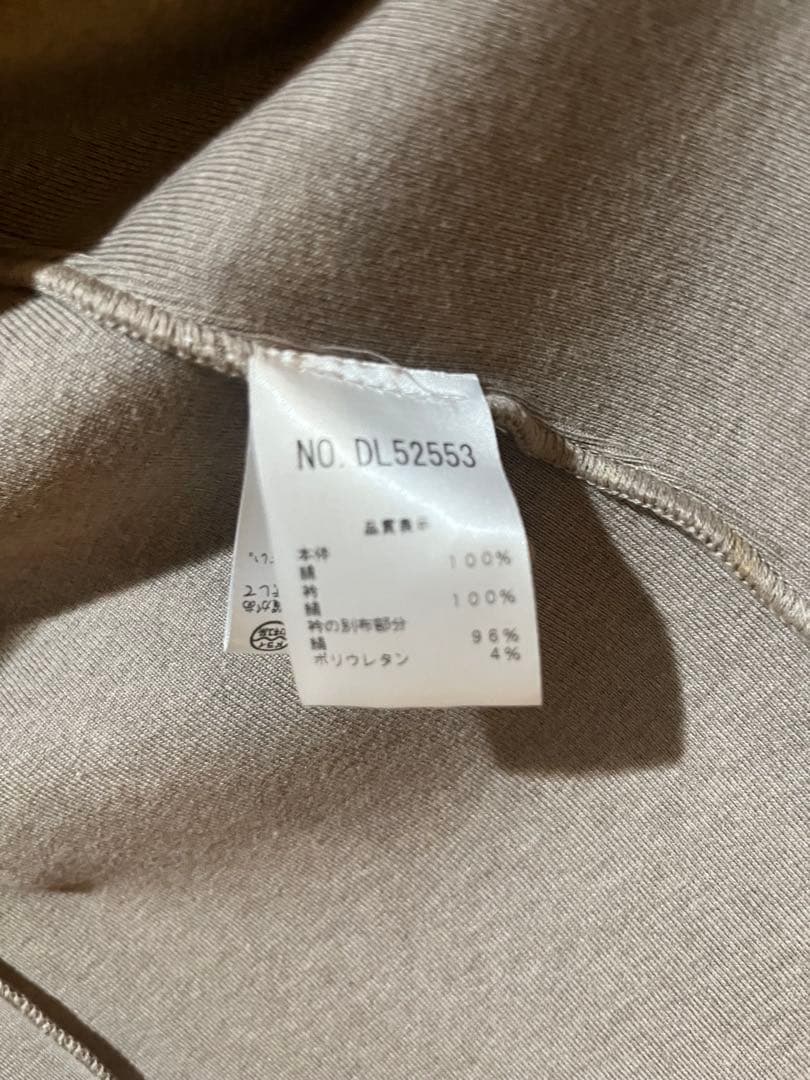 NO. DL52553
品質表示
本体
絹 100%
衿
絹 100%
衿の別布部分
絹 96%
ポリウレタン 4%